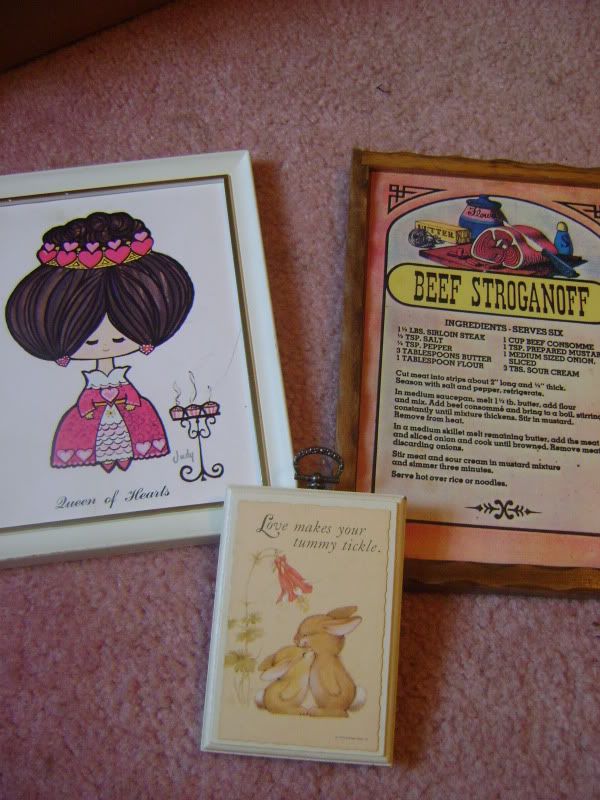 Judy
Queen of Hearts
Flour
BUTTER
S
BEEF STROGANOFF
INGREDIENTS - SERVES SIX
1½ LBS. SIRLOIN STEAK
½ TSP. SALT
¼ TSP. PEPPER
3 TABLESPOONS BUTTER
1 TABLESPOON FLOUR
1 CUP BEEF CONSOMME
1 TSP. PREPARED MUSTAR
1 MEDIUM SIZED ONION,
SLICED
3 TBS. SOUR CREAM
Cut meat into strips about 2" long and ¼" thick.
Season with salt and pepper, refrigerate.
In medium saucepan, melt 1½ tb. butter, add flour
and mix. Add beef consommé and bring to a boil, stirring
constantly until mixture thickens. Stir in mustard.
Remove from heat.
In a medium skillet melt remaining butter, add the meat
and sliced onion and cook until browned. Remove meat
discarding onions.
Stir meat and sour cream in mustard mixture
and simmer three minutes.
Serve hot over rice or noodles.
Love makes your
tummy tickle.